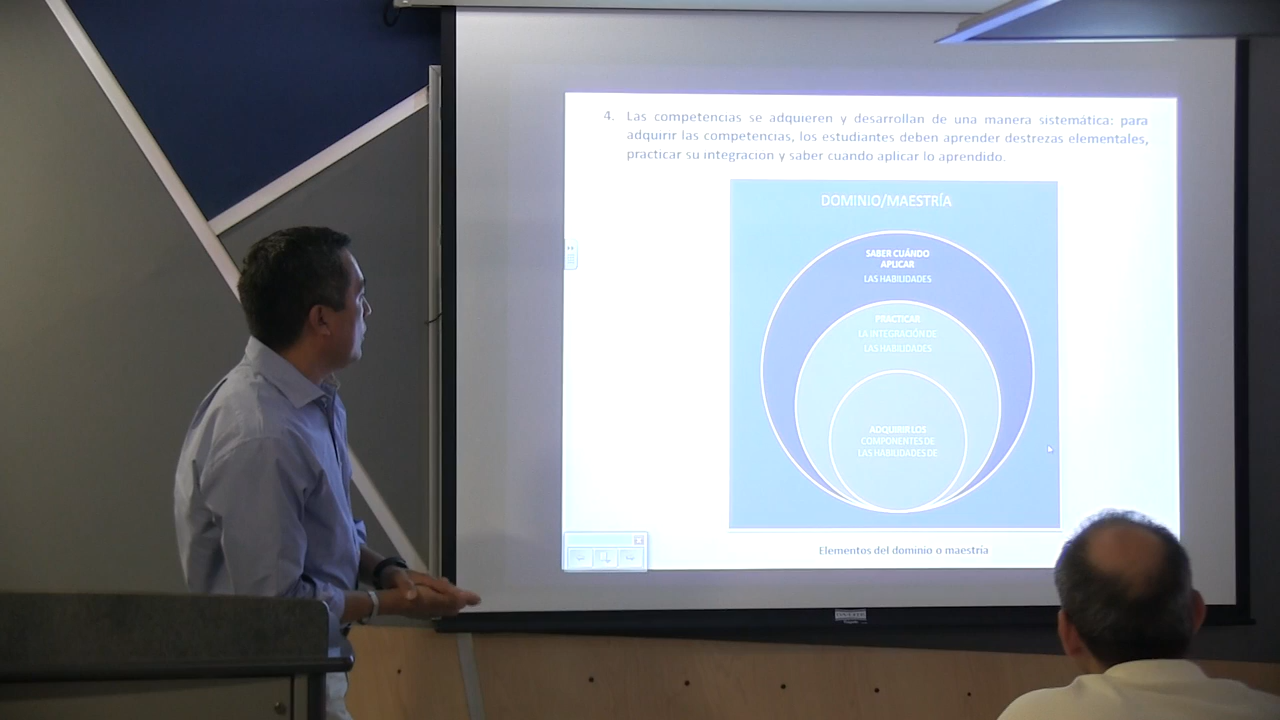 4. Las competencias se adquieren y desarrollan de una manera sistemática: para
adquirir las competencias, los estudiantes deben aprender destrezas elementales,
practicar su integracion y saber cuando aplicar lo aprendido.
DOMINIO/MAESTRÍA
SABER CUÁNDO
APLICAR
LAS HABILIDADES
PRACTICAR
LA INTEGRACIÓN DE
LAS HABILIDADES
ADQUIRIR LOS
COMPONENTES DE
LAS HABILIDADES DE
Elementos del dominio o maestría